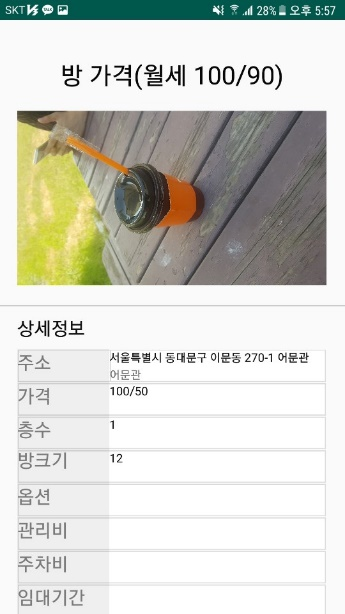 SKT 28% 오후 5:57
방 가격(월세 100/90)
상세정보
주소 서울특별시 동대문구 이문동 270-1 어문관
어문관
가격 100/50
층수 1
방크기 12
옵션
관리비
주차비
임대기간